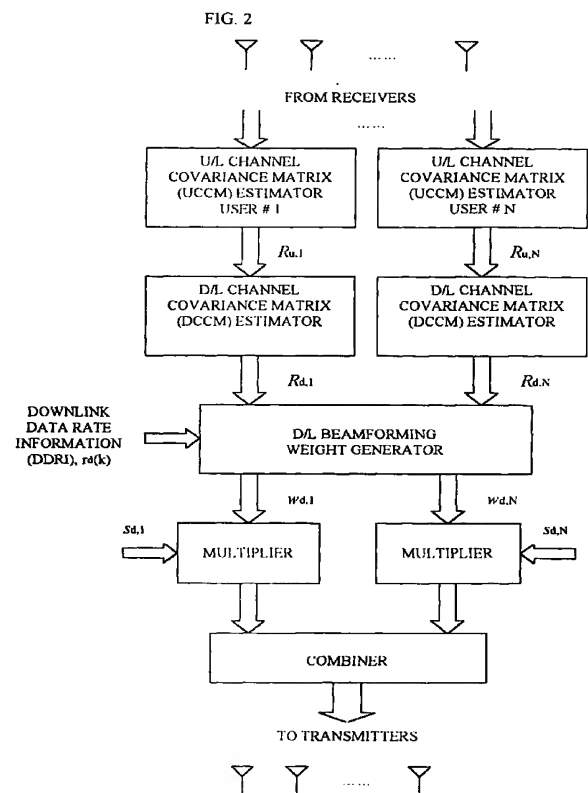 FIG. 2
……
FROM RECEIVERS
……
U/L CHANNEL
COVARIANCE MATRIX
(UCCM) ESTIMATOR
USER # 1
U/L CHANNEL
COVARIANCE MATRIX
(UCCM) ESTIMATOR
USER # N
Ru,1
Ru,N
D/L CHANNEL
COVARIANCE MATRIX
(DCCM) ESTIMATOR
D/L CHANNEL
COVARIANCE MATRIX
(DCCM) ESTIMATOR
Rd,1
Rd,N
DOWNLINK
DATA RATE
INFORMATION
(DDRI), rd(k)
D/L BEAMFORMING
WEIGHT GENERATOR
wd,1
wd,N
sd,1
sd,N
MULTIPLIER
MULTIPLIER
COMBINER
TO TRANSMITTERS
……